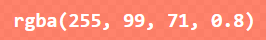 rgba(255, 99, 71, 0.8)